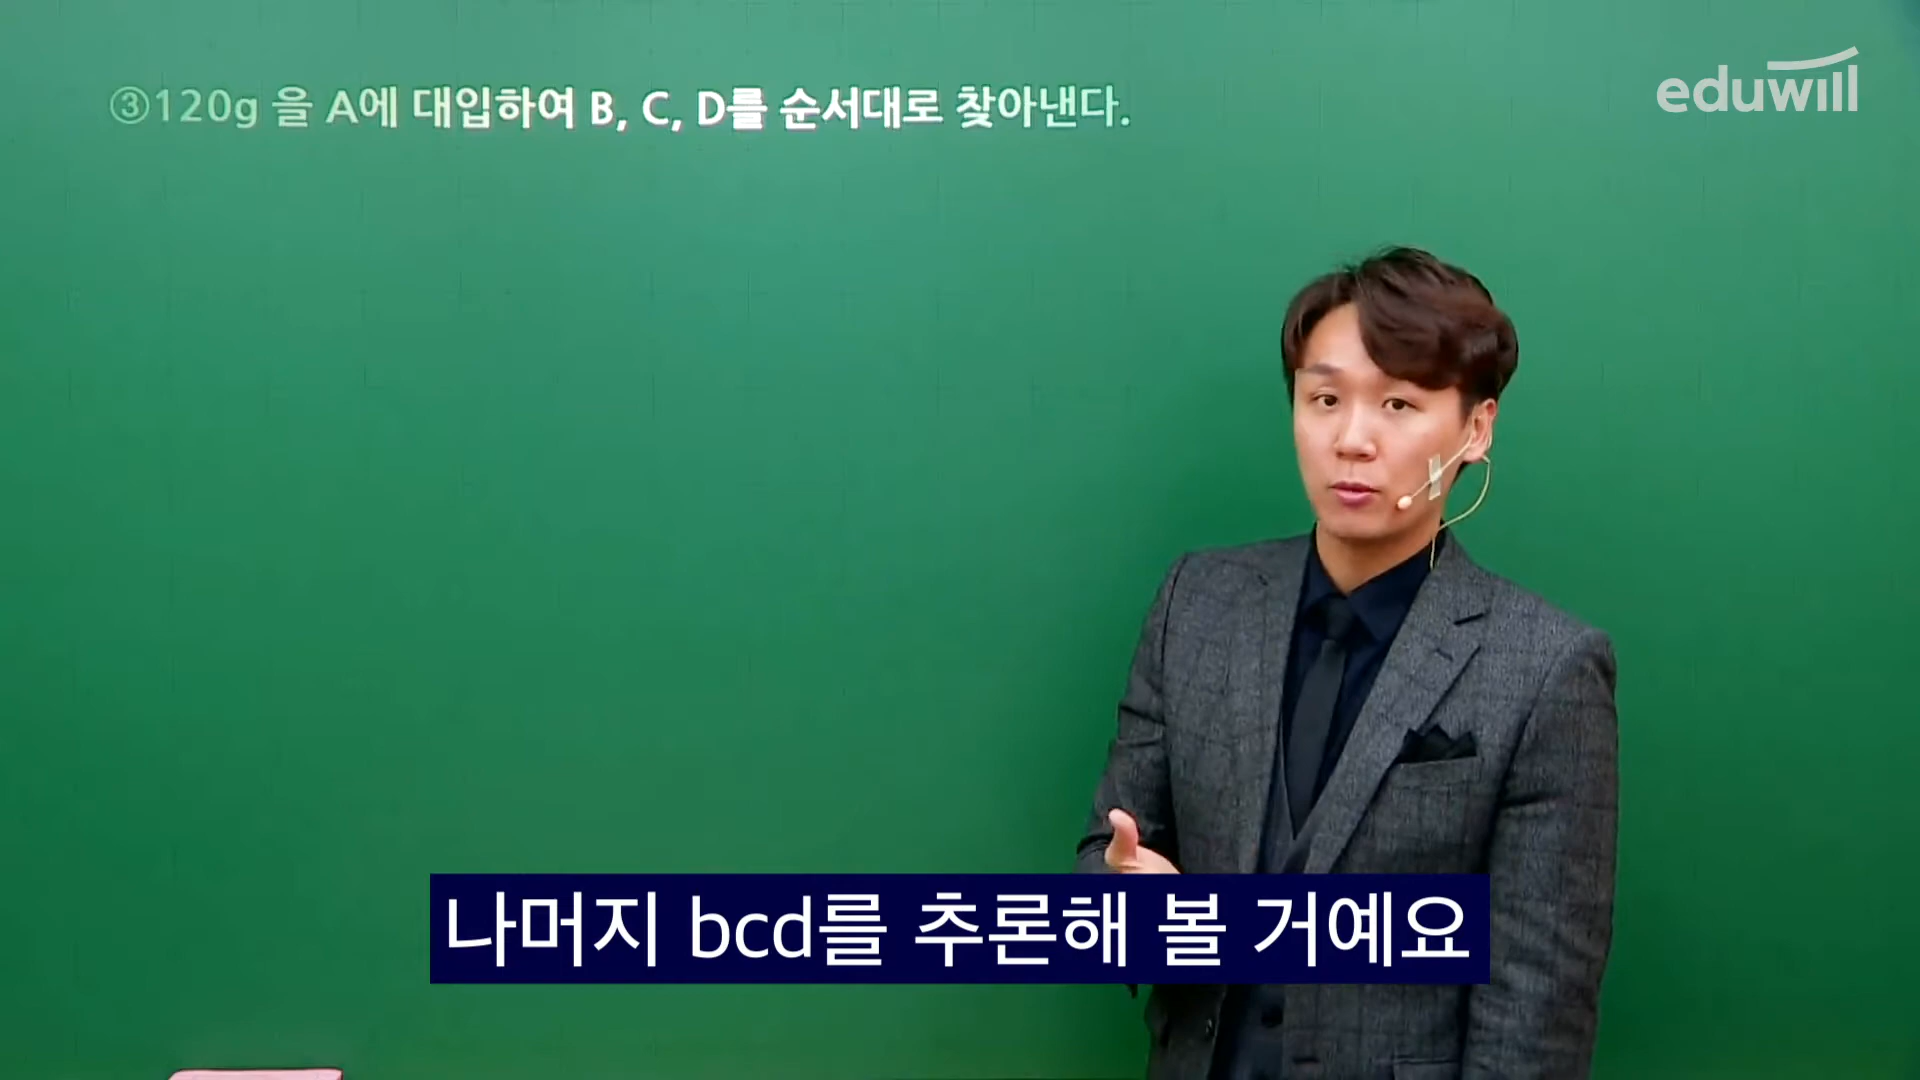 ③120g 을 A에 대입하여 B, C, D를 순서대로 찾아낸다.
eduwill
나머지 bcd를 추론해 볼 거예요